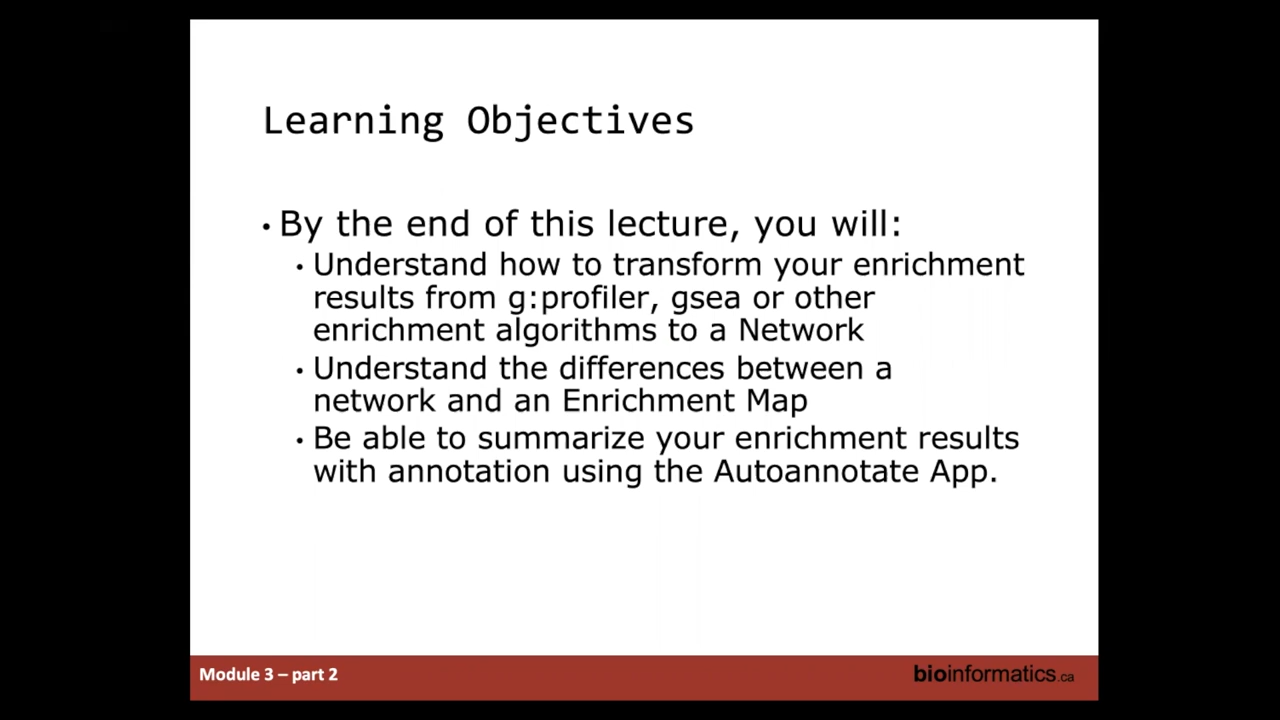 Learning Objectives
• By the end of this lecture, you will:
• Understand how to transform your enrichment
results from g:profiler, gsea or other
enrichment algorithms to a Network
• Understand the differences between a
network and an Enrichment Map
• Be able to summarize your enrichment results
with annotation using the Autoannotate App.
Module 3 – part 2
bioinformatics.ca